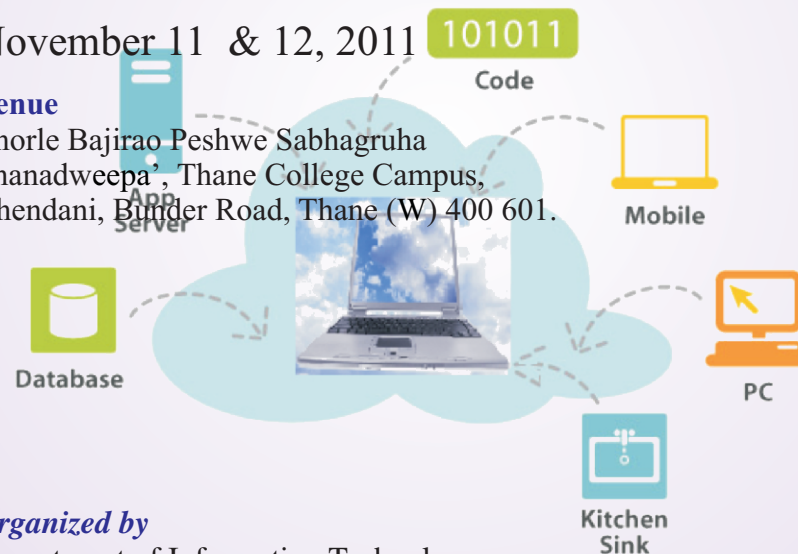 November 11 & 12, 2011
101011
Code
enue
horle Bajirao Peshwe Sabhagruha
nanadweepa’, Thane College Campus,
hendani, Bunder Road, Thane (W) 400 601.
App
Server
Mobile
Database
PC
rganized by
Kitchen
Sink